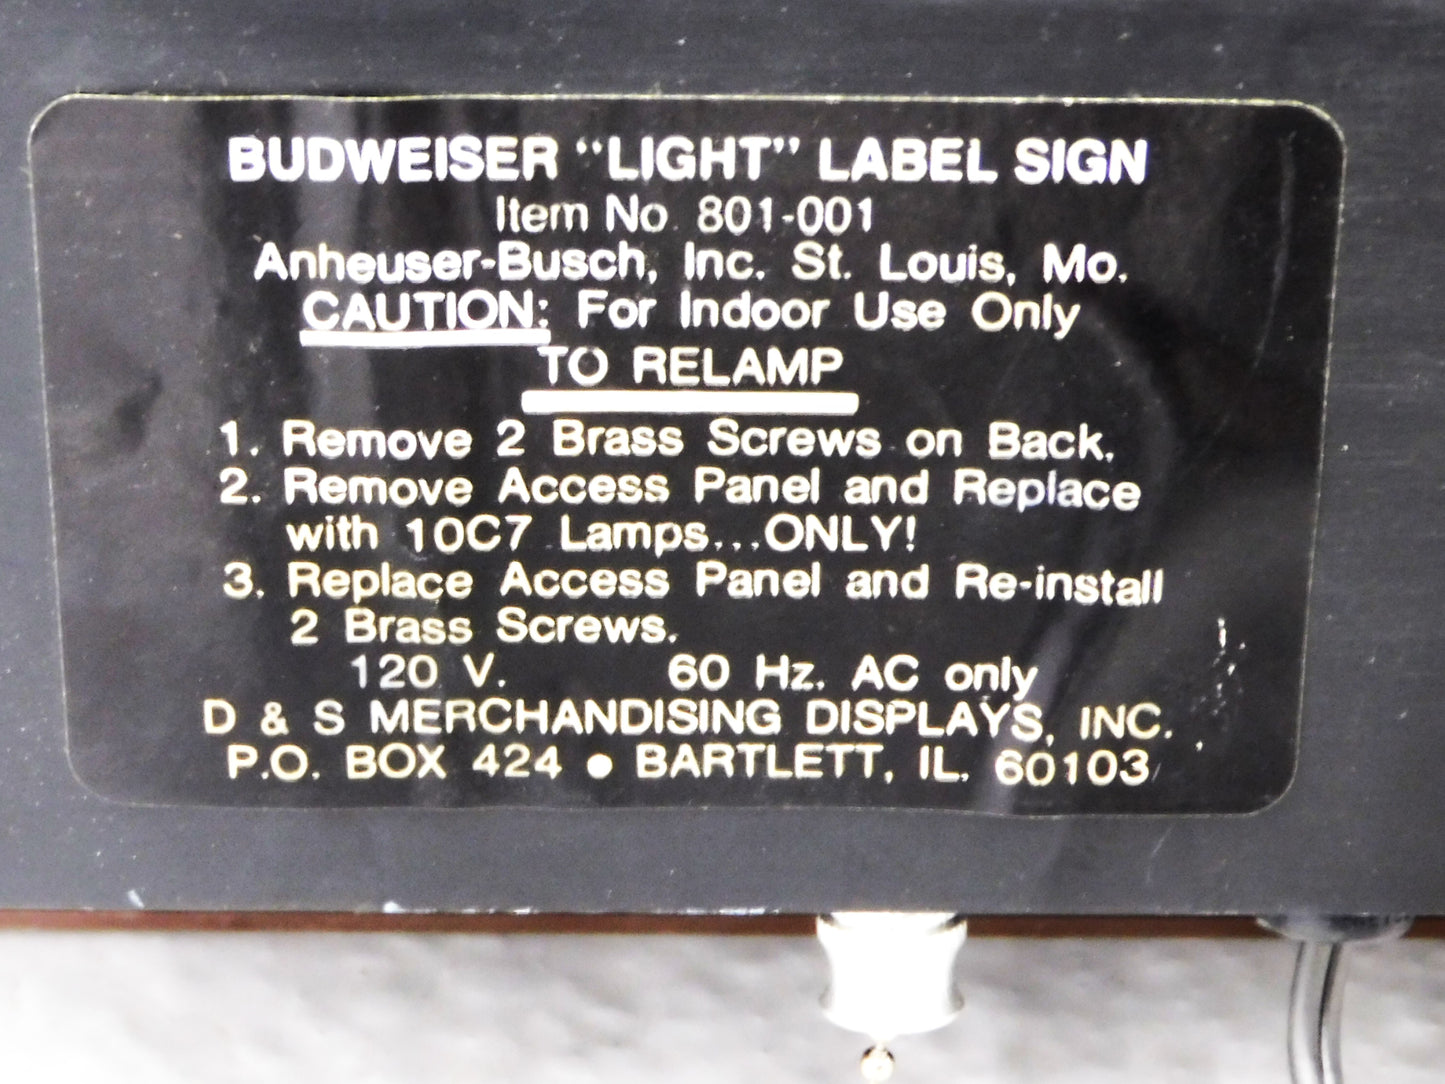 BUDWEISER “LIGHT” LABEL SIGN
Item No. 801-001
Anheuser-Busch, Inc. St. Louis, Mo.
CAUTION: For Indoor Use Only
TO RELAMP
1. Remove 2 Brass Screws on Back.
2. Remove Access Panel and Replace
with 10C7 Lamps...ONLY!
3. Replace Access Panel and Re-install
2 Brass Screws.
120 V. 60 Hz. AC only
D & S MERCHANDISING DISPLAYS, INC.
P.O. BOX 424 • BARTLETT, IL. 60103